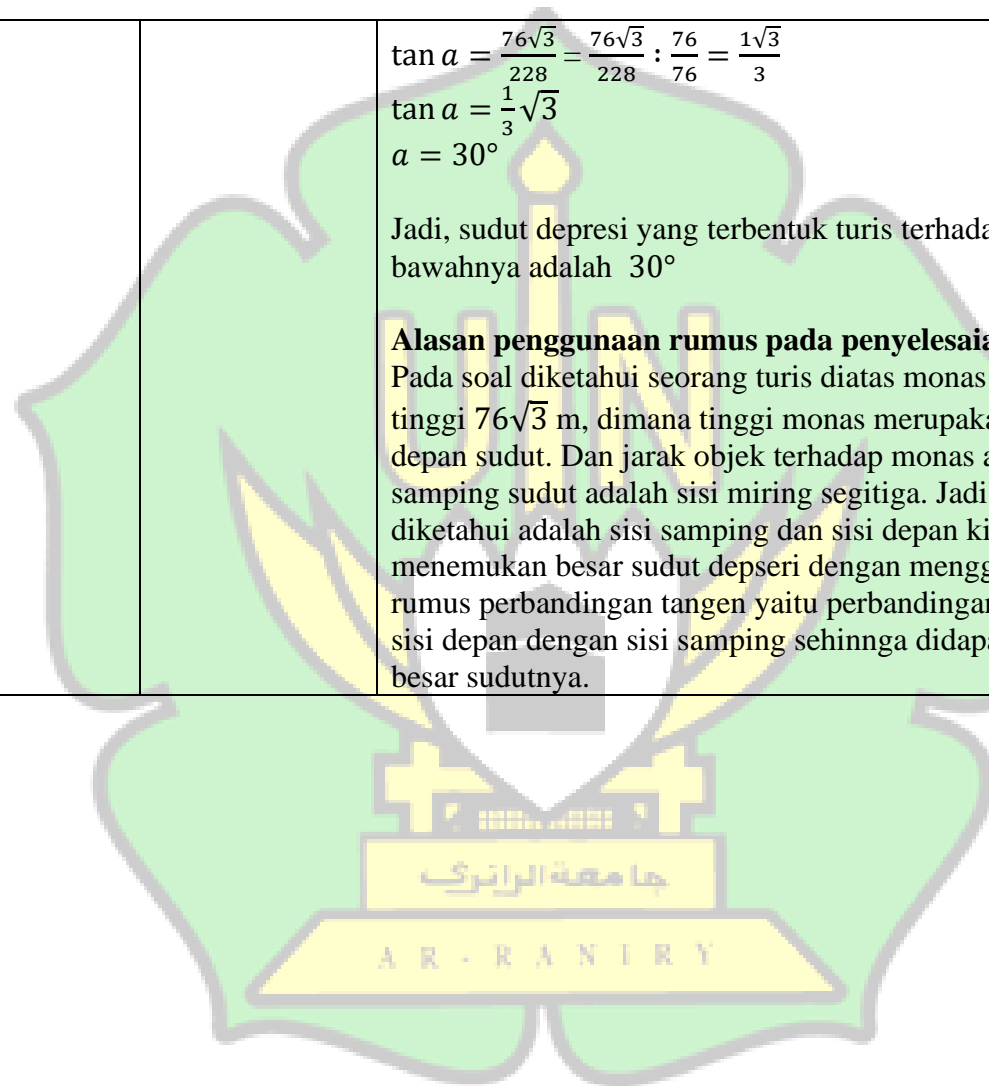 tan 𝑎 = 76√3/228 = 76√3/228 : 76/76 = 1√3/3
tan 𝑎 = 1/3 √3
𝑎 = 30°
Jadi, sudut depresi yang terbentuk turis terhada
bawahnya adalah 30°
Alasan penggunaan rumus pada penyelesaia
Pada soal diketahui seorang turis diatas monas
tinggi 76√3 m, dimana tinggi monas merupaka
depan sudut. Dan jarak objek terhadap monas a
samping sudut adalah sisi miring segitiga. Jadi
diketahui adalah sisi samping dan sisi depan ki
menemukan besar sudut depseri dengan mengg
rumus perbandingan tangen yaitu perbandingan
sisi depan dengan sisi samping sehinnga didapa
besar sudutnya.
UIN
جامعة الرانري
AR-RANIRY